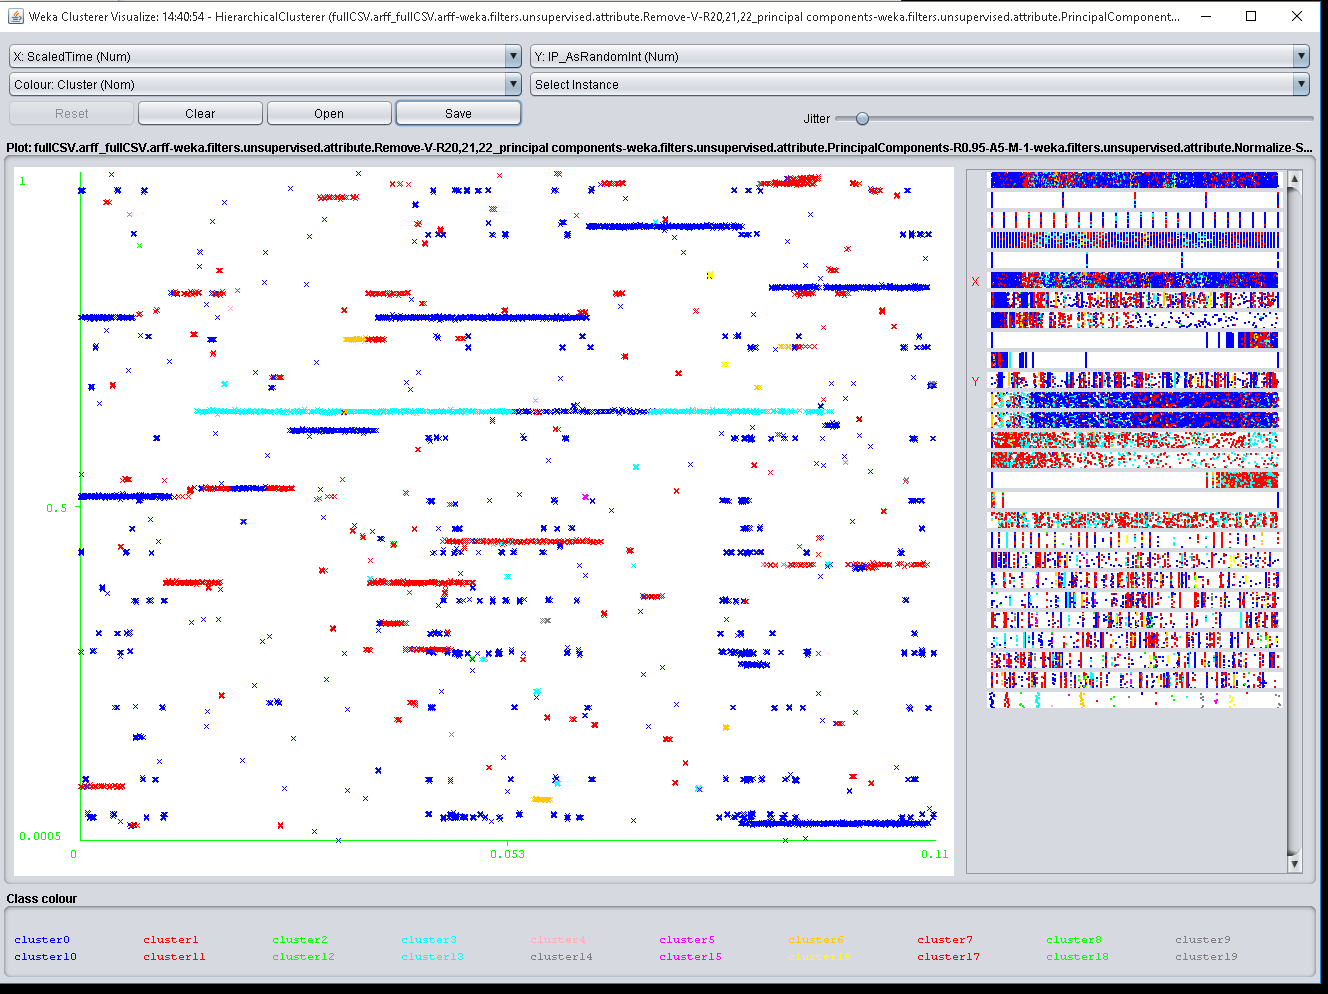 Weka Clusterer Visualize: 14:40:54 - HierarchicalClusterer (fullCSV.arff_fullCSV.arff-weka.filters.unsupervised.attribute.Remove-V-R20,21,22_principal components-weka.filters.unsupervised.attribute.PrincipalComponent...
X: ScaledTime (Num) Y: IP_AsRandomInt (Num)
Colour: Cluster (Nom) Select Instance
Reset Clear Open Save Jitter
Plot: fullCSV.arff_fullCSV.arff-weka.filters.unsupervised.attribute.Remove-V-R20,21,22_principal components-weka.filters.unsupervised.attribute.PrincipalComponents-R0.95-A5-M-1-weka.filters.unsupervised.attribute.Normalize-S...
1
X
Y
0.5
0.0005
0 0.053 0.11
Class colour
cluster0 cluster1 cluster2 cluster3 cluster4 cluster5 cluster6 cluster7 cluster8 cluster9
cluster10 cluster11 cluster12 cluster13 cluster14 cluster15 cluster16 cluster17 cluster18 cluster19